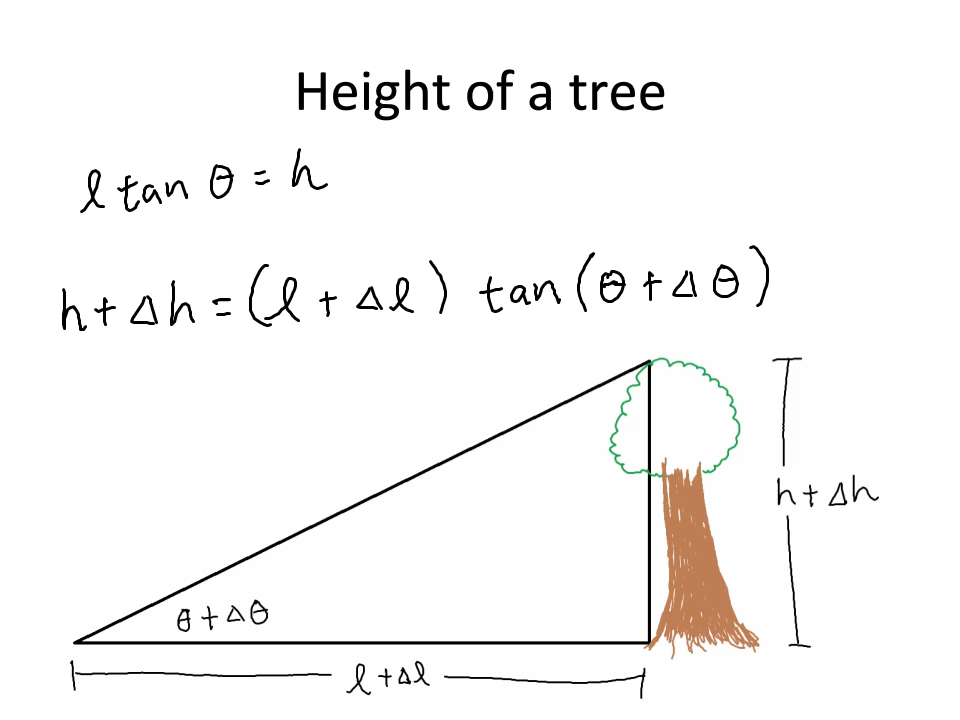 Height of a tree
l tan θ = h
h + Δh = (l + Δl) tan(θ + Δθ)
h + Δh
θ + Δθ
l + Δl